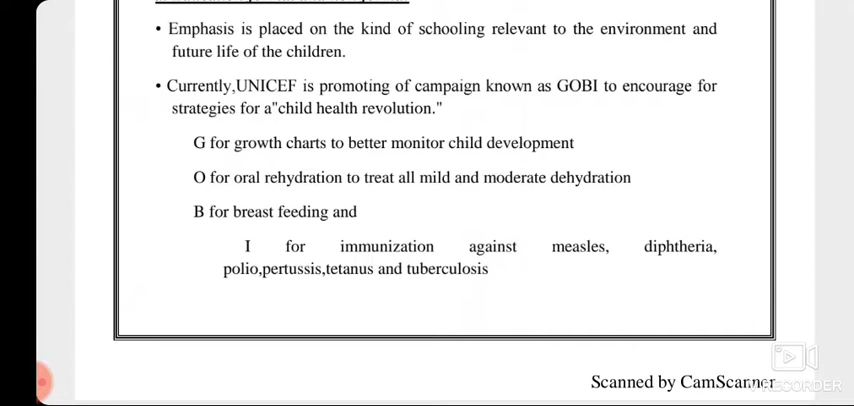 • Emphasis is placed on the kind of schooling relevant to the environment and
future life of the children.
• Currently,UNICEF is promoting of campaign known as GOBI to encourage for
strategies for a"child health revolution."
G for growth charts to better monitor child development
O for oral rehydration to treat all mild and moderate dehydration
B for breast feeding and
I for immunization against measles, diphtheria,
polio,pertussis,tetanus and tuberculosis
Scanned by CamScanner
RECORDER